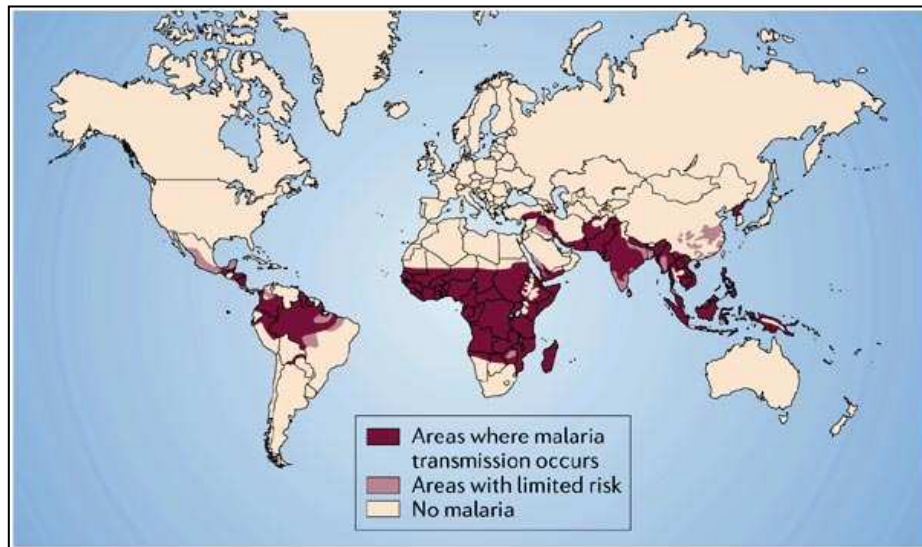 Areas where malaria
transmission occurs
Areas with limited risk
No malaria